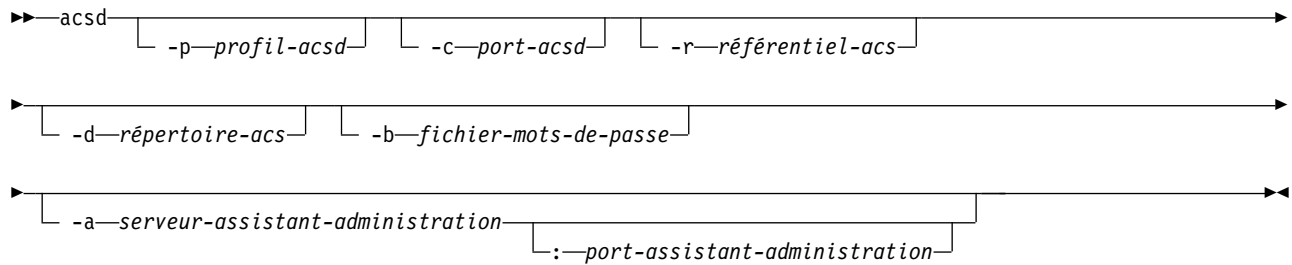 acsd
-p profil-acsd -c port-acsd -r référentiel-acs
-d répertoire-acs -b fichier-mots-de-passe
-a serveur-assistant-administration
: port-assistant-administration